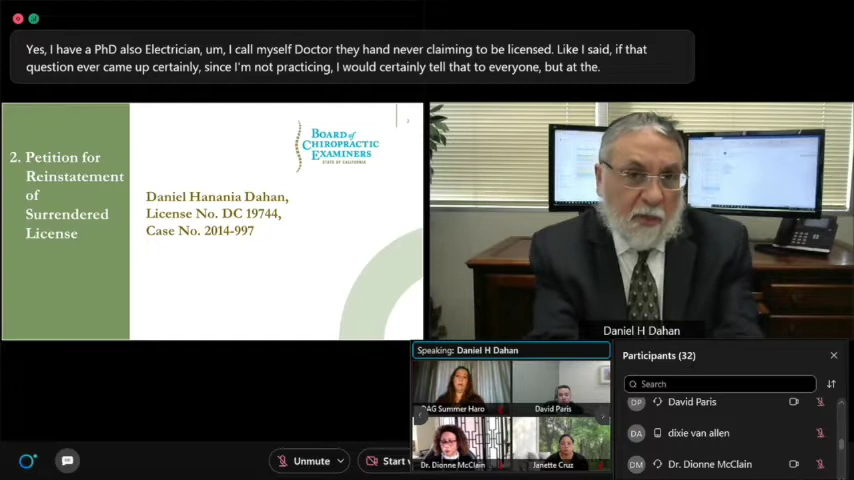 Yes, I have a PhD also Electrician, um, I call myself Doctor they hand never claiming to be licensed. Like I said, if that
question ever came up certainly, since I'm not practicing, I would certainly tell that to everyone, but at the.
2
BOARD of
CHIROPRACTIC
EXAMINERS
STATE OF CALIFORNIA
2. Petition for
Reinstatement
of
Surrendered
License
Daniel Hanania Dahan,
License No. DC 19744,
Case No. 2014-997
Daniel H Dahan
Speaking: Daniel H Dahan
DAG Summer Haro
David Paris
Dr. Dionne McClain
Janette Cruz
Participants (32)
Search
DP David Paris
DA dixie van allen
DM Dr. Dionne McClain
Unmute
Start v